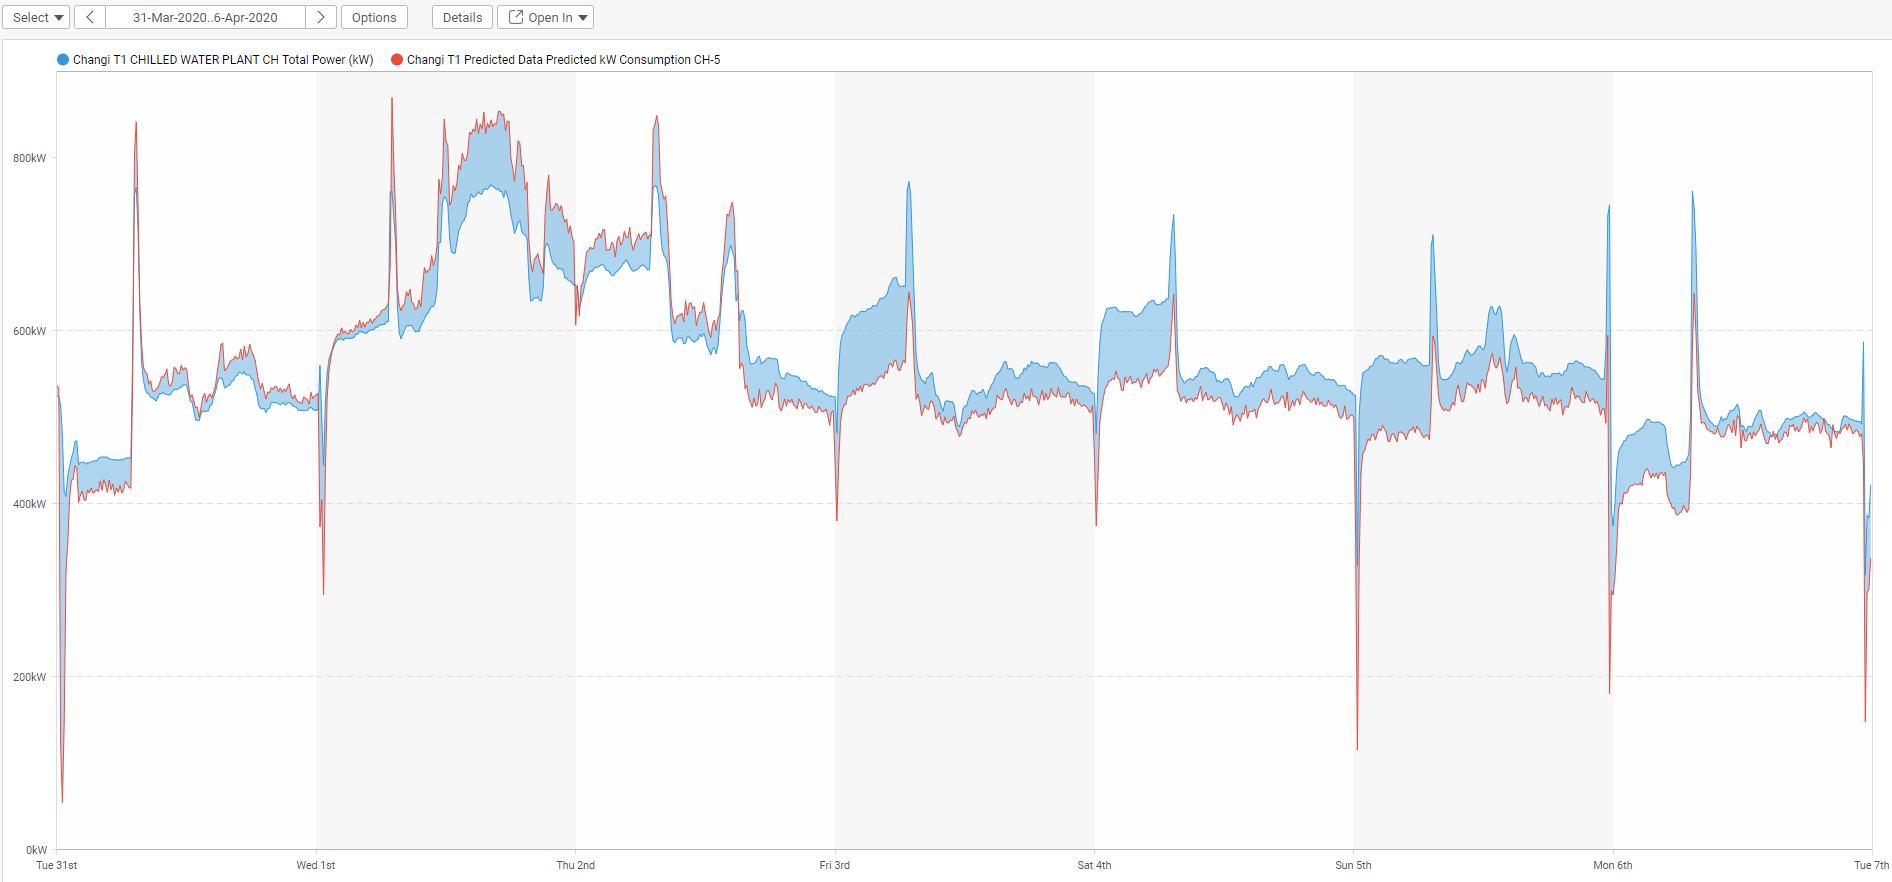 Select 31-Mar-2020..6-Apr-2020 Options Details Open In
Changi T1 CHILLED WATER PLANT CH Total Power (kW) Changi T1 Predicted Data Predicted kW Consumption CH-5
800kW
600kW
400kW
200kW
0kW
Tue 31st Wed 1st Thu 2nd Fri 3rd Sat 4th Sun 5th Mon 6th Tue 7th